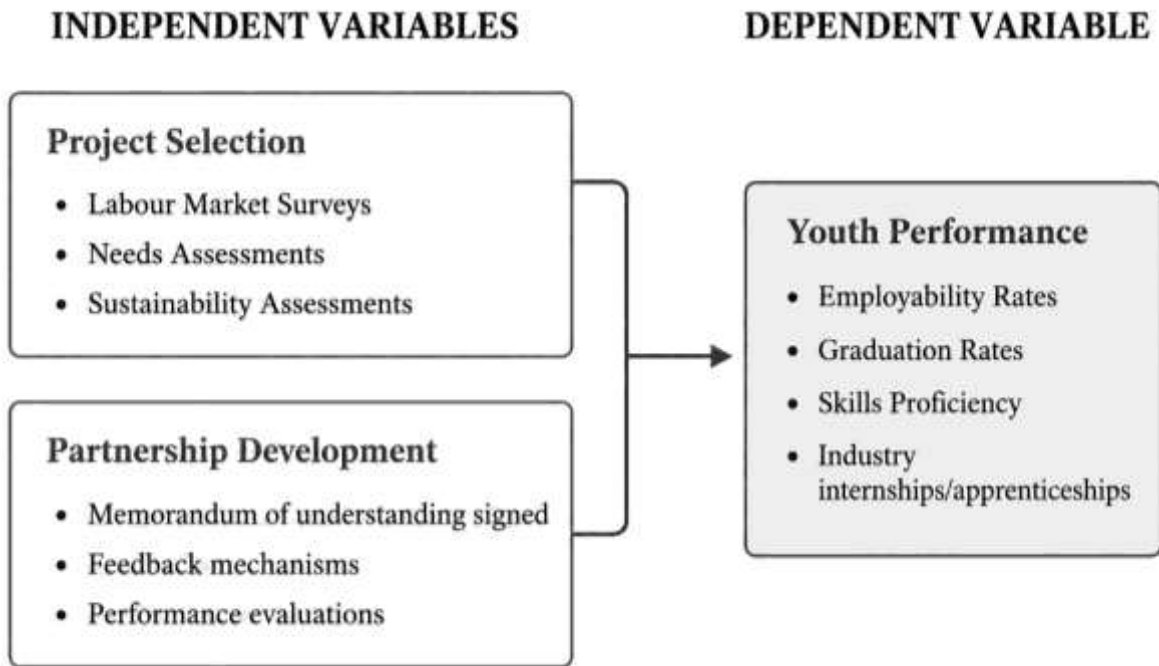 INDEPENDENT VARIABLES
DEPENDENT VARIABLE
Project Selection
• Labour Market Surveys
• Needs Assessments
• Sustainability Assessments
Partnership Development
• Memorandum of understanding signed
• Feedback mechanisms
• Performance evaluations
Youth Performance
• Employability Rates
• Graduation Rates
• Skills Proficiency
• Industry
internships/apprenticeships